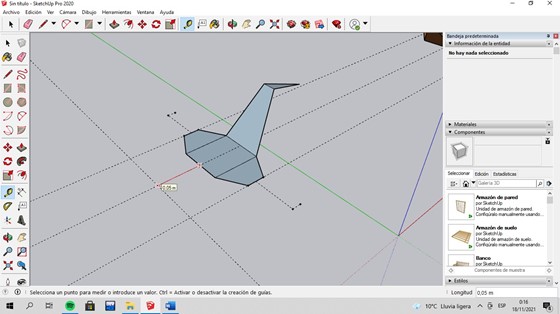 Sin título - SketchUp Pro 2020
Archivo Edición Ver Cámara Dibujo Herramientas Ventana Ayuda
Bandeja predeterminada
Información de la entidad
No hay nada seleccionado
Materiales
Componentes
Seleccionar Edición Estadísticas
Galería 3D
Armazón de pared
por SketchUp
Unidad de armazón de pared.
Configúralo manualmente usando...
Armazón de suelo
por SketchUp
Unidad de armazón de suelo.
Configúralo manualmente usando...
Banco
por SketchUp
Componentes de muestra
Estilos
0,05 m
Selecciona un punto para medir o introduce un valor. Ctrl = Activar o desactivar la creación de guías.
Longitud 0,05 m
10°C Lluvia ligera
ESP
0:16
18/11/2021